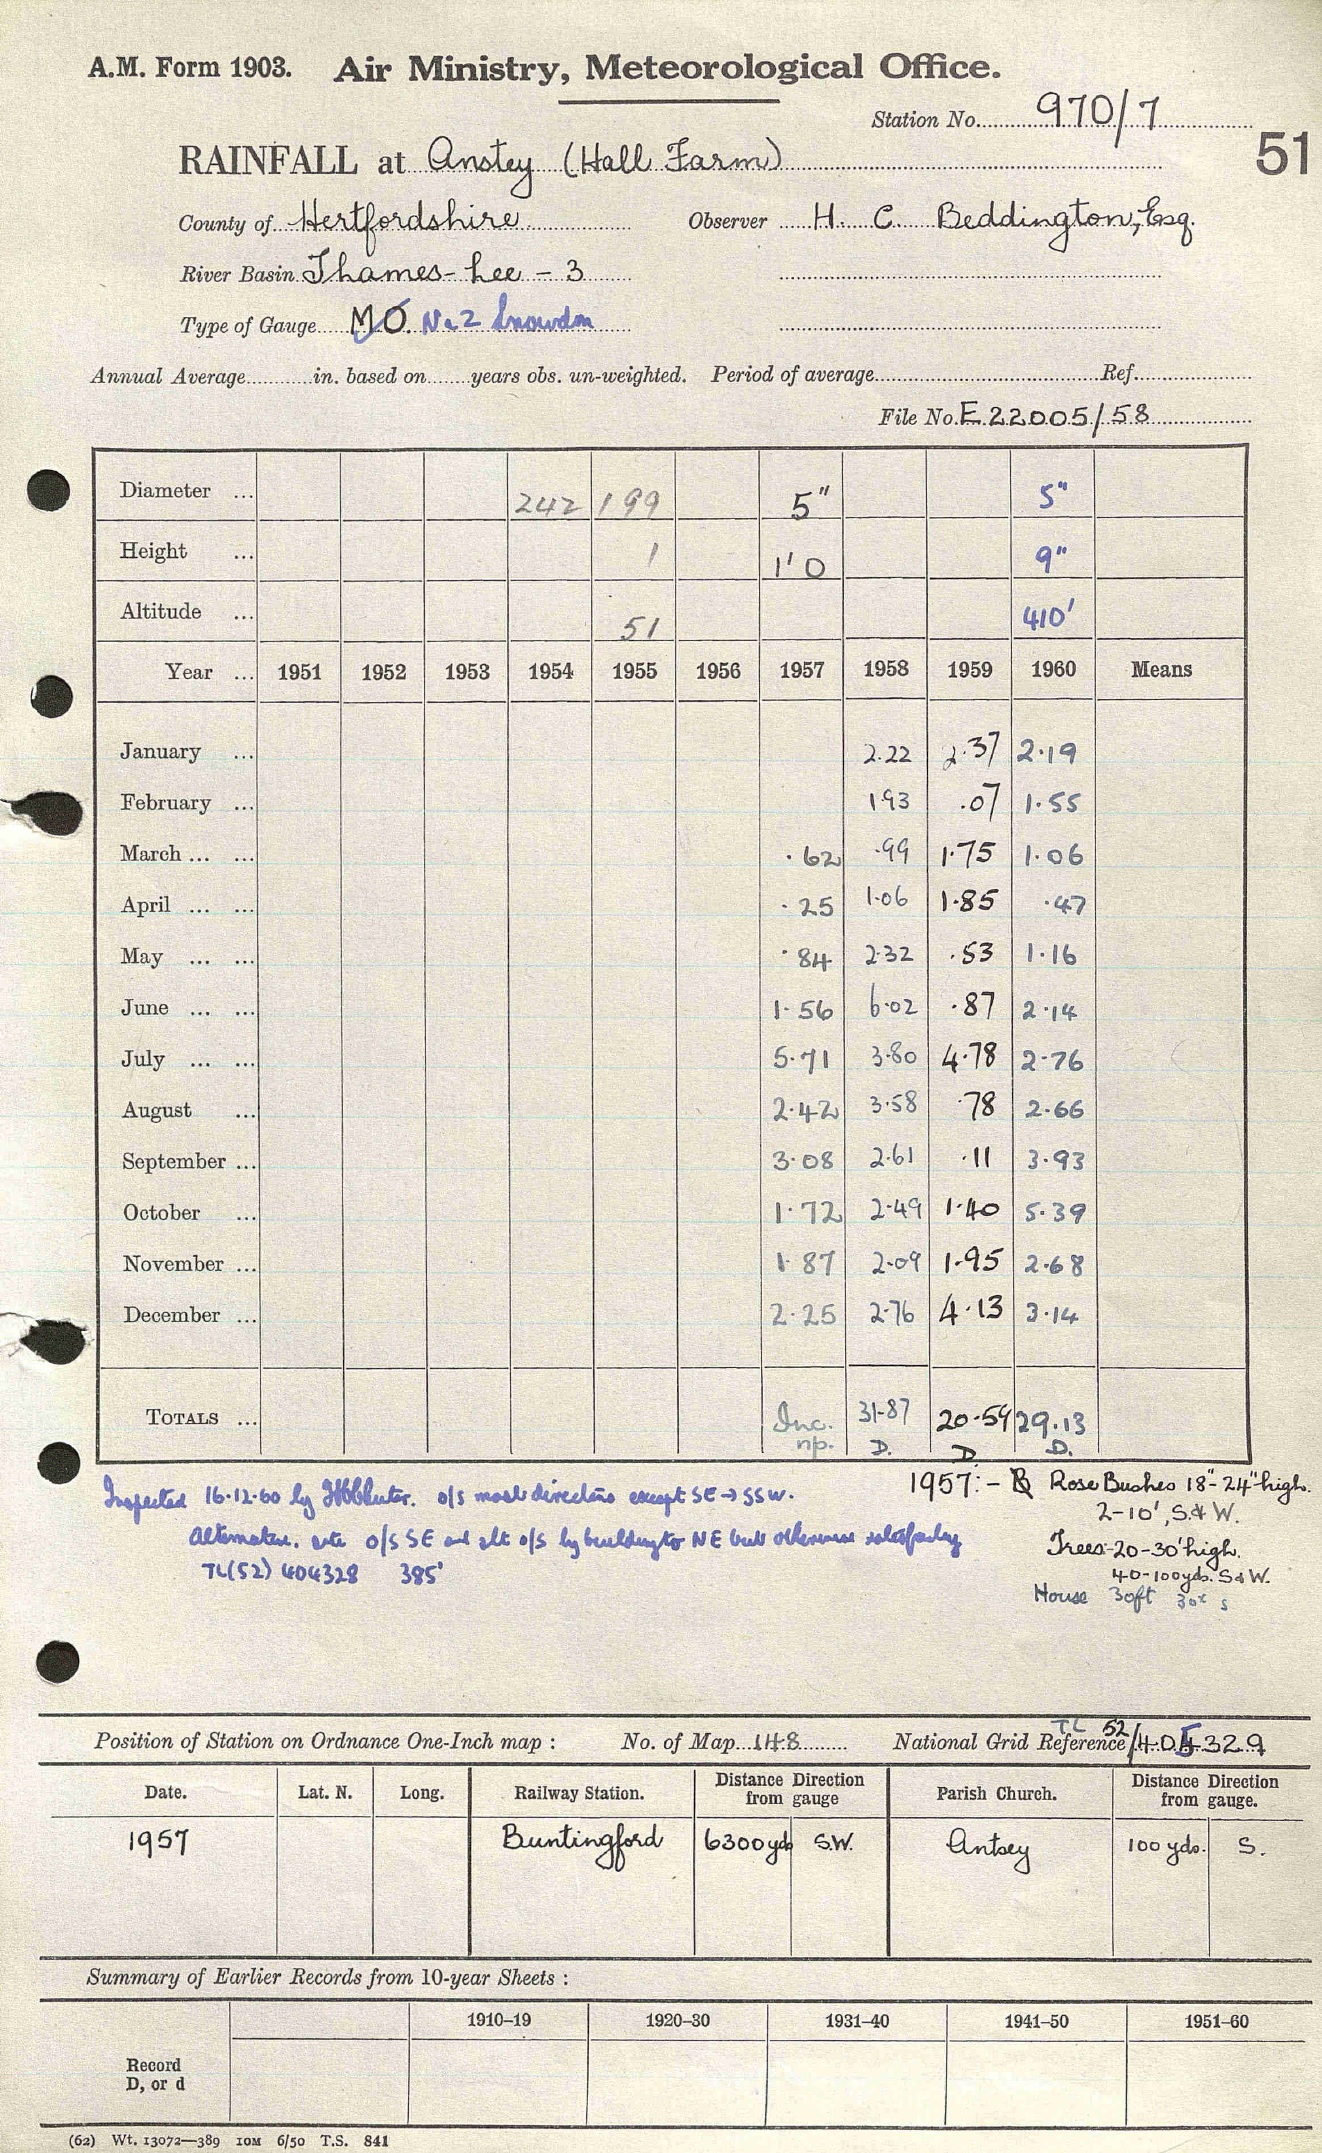 A.M. Form 1903. Air Ministry, Meteorological Office.
Station No. 970/7
51
RAINFALL at Anstey (Hall Farm)
County of Hertfordshire Observer H. C. Beddington, Esq.
River Basin Thames-Lee - 3
Type of Gauge MO. No 2 Snowdon
Annual Average in. based on years obs. un-weighted. Period of average Ref.
File No. E.22005/58
Diameter ... 242 199 5" 5"
Height ... 1 1'0 9"
Altitude ... 51 410'
Year ... 1951 1952 1953 1954 1955 1956 1957 1958 1959 1960 Means
January ... 2.22 2.37 2.19
February ... 1.93 .07 1.55
March ... ... .62 .99 1.75 1.06
April ... ... .25 1.06 1.85 .47
May ... ... .84 2.32 .53 1.16
June ... ... 1.56 6.02 .87 2.14
July ... ... 5.71 3.80 4.78 2.76
August ... 2.42 3.58 .78 2.66
September ... 3.08 2.61 .11 3.93
October ... 1.72 2.49 1.40 5.39
November ... 1.87 2.09 1.95 2.68
December ... 2.25 2.76 4.13 3.14
TOTALS ... Inc. 31.87 20.59 29.13
np. D. D D.
Inspected 16.12.60 by o/s most directions except SE → SSW.
Alternative site o/s SE and slt o/s by building to NE but otherwise satisfactory
TL(52) 404328 385'
1957:- Rose Bushes 18"-24" high.
2-10', S.& W.
Trees-20-30' high.
40-100yds. S & W.
House 30ft 30x s
Position of Station on Ordnance One-Inch map : No. of Map 148 National Grid Reference TL 52/405329
Date. Lat. N. Long. Railway Station. Distance Direction from gauge Parish Church. Distance Direction from gauge.
1957 Buntingford 6300yds S.W. Antsey 100 yds. S.
Summary of Earlier Records from 10-year Sheets :
1910–19 1920–30 1931–40 1941–50 1951–60
Record
D, or d
(62) Wt. 13072—389 10M 6/50 T.S. 841